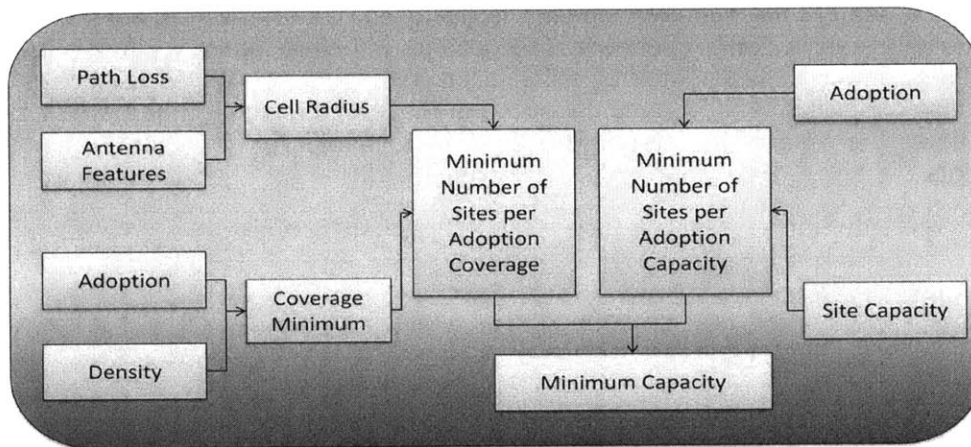 Path Loss
Antenna
Features
Cell Radius
Adoption
Minimum
Number of
Sites per
Adoption
Coverage
Minimum
Number of
Sites per
Adoption
Capacity
Adoption
Density
Coverage
Minimum
Site Capacity
Minimum Capacity